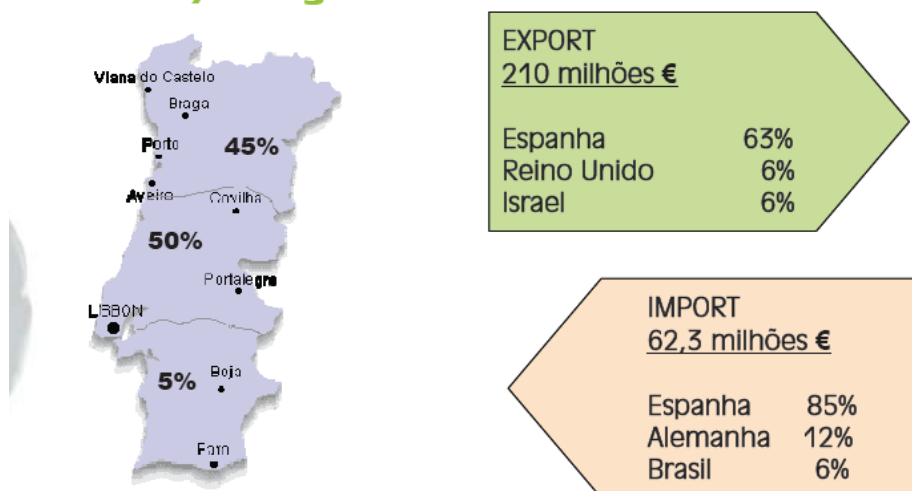 Viana do Castelo
Braga
Porto
45%
Aveiro
Covilha
50%
Portalegre
LISBON
5%
Beja
Faro
EXPORT
210 milhões €
Espanha 63%
Reino Unido 6%
Israel 6%
IMPORT
62,3 milhões €
Espanha 85%
Alemanha 12%
Brasil 6%